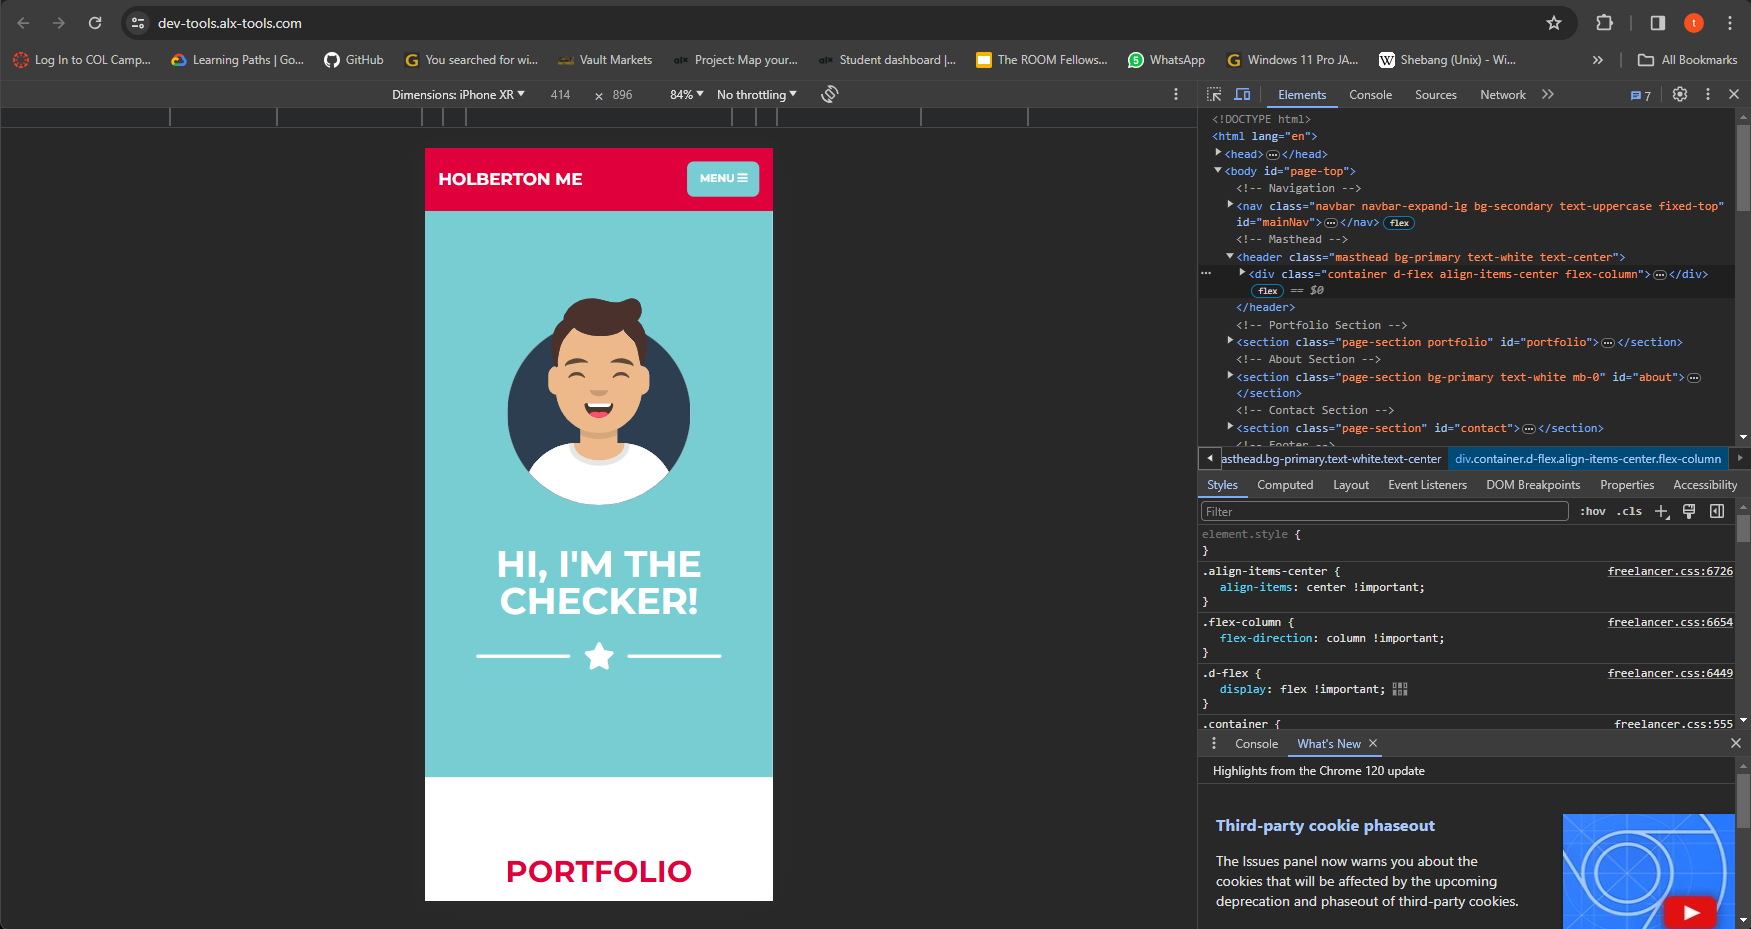 dev-tools.alx-tools.com
t
Log In to COL Camp...
Learning Paths | Go...
GitHub
You searched for wi...
Vault Markets
Project: Map your...
Student dashboard |...
The ROOM Fellows...
5
WhatsApp
Windows 11 Pro JA...
Shebang (Unix) - Wi...
»
All Bookmarks
Dimensions: iPhone XR
414
×
896
84%
No throttling
Elements
Console
Sources
Network
»
7
HOLBERTON ME
MENU
HI, I'M THE
CHECKER!
PORTFOLIO
<!DOCTYPE html>
<html lang="en">
<head>…</head>
<body id="page-top">
<!-- Navigation -->
<nav class="navbar navbar-expand-lg bg-secondary text-uppercase fixed-top"
id="mainNav">…</nav> flex
<!-- Masthead -->
<header class="masthead bg-primary text-white text-center">
<div class="container d-flex align-items-center flex-column">…</div>
flex == $0
</header>
<!-- Portfolio Section -->
<section class="page-section portfolio" id="portfolio">…</section>
<!-- About Section -->
<section class="page-section bg-primary text-white mb-0" id="about">…
</section>
<!-- Contact Section -->
<section class="page-section" id="contact">…</section>
<!-- Footer -->
asthead.bg-primary.text-white.text-center
div.container.d-flex.align-items-center.flex-column
Styles
Computed
Layout
Event Listeners
DOM Breakpoints
Properties
Accessibility
Filter
:hov
.cls
element.style {
}
.align-items-center {
freelancer.css:6726
align-items: center !important;
}
.flex-column {
freelancer.css:6654
flex-direction: column !important;
}
.d-flex {
freelancer.css:6449
display: flex !important;
}
.container {
freelancer.css:555
Console
What's New
Highlights from the Chrome 120 update
Third-party cookie phaseout
The Issues panel now warns you about the
cookies that will be affected by the upcoming
deprecation and phaseout of third-party cookies.